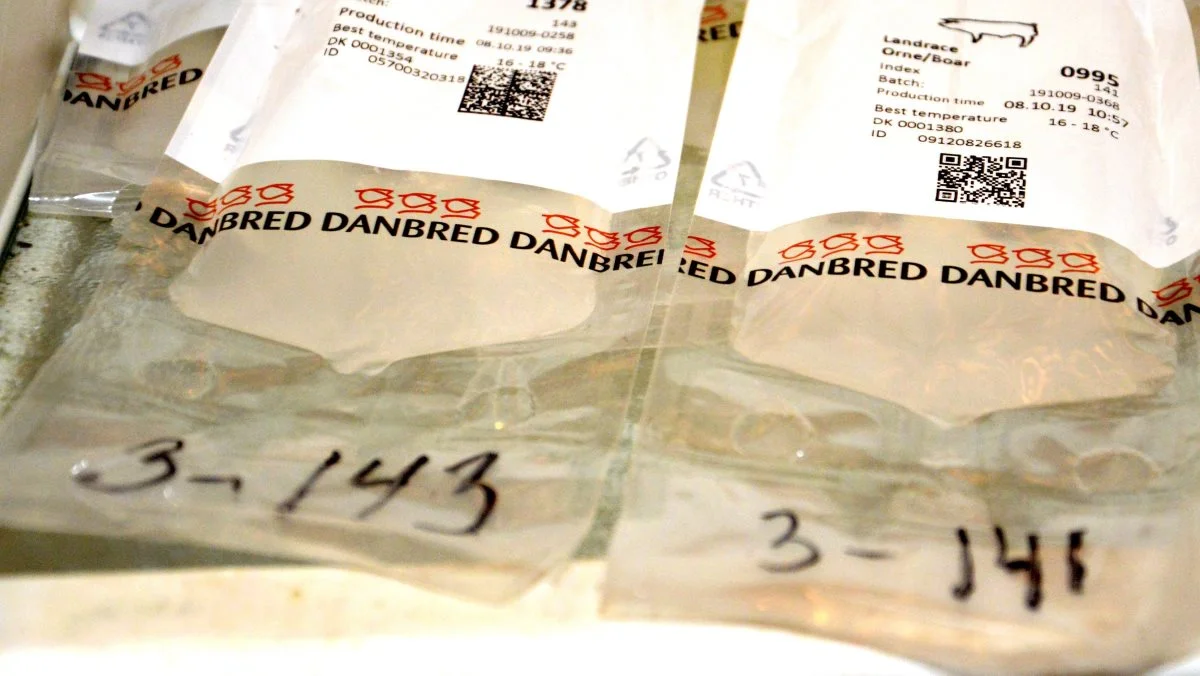 1378
143
191009-0258
Production time 08.10.19 09:36
Best temperature 16 - 18 °C
DK 0001354
ID 05700320318
DANBRED
DANBRED DANBRED DANBRED
3-143
Landrace
Orne/Boar 0995
Index 141
Batch: 191009-0368
Production time 08.10.19 10:57
Best temperature 16 - 18 °C
DK 0001380
ID 09120826618
DANBRED DANBRED
3-141